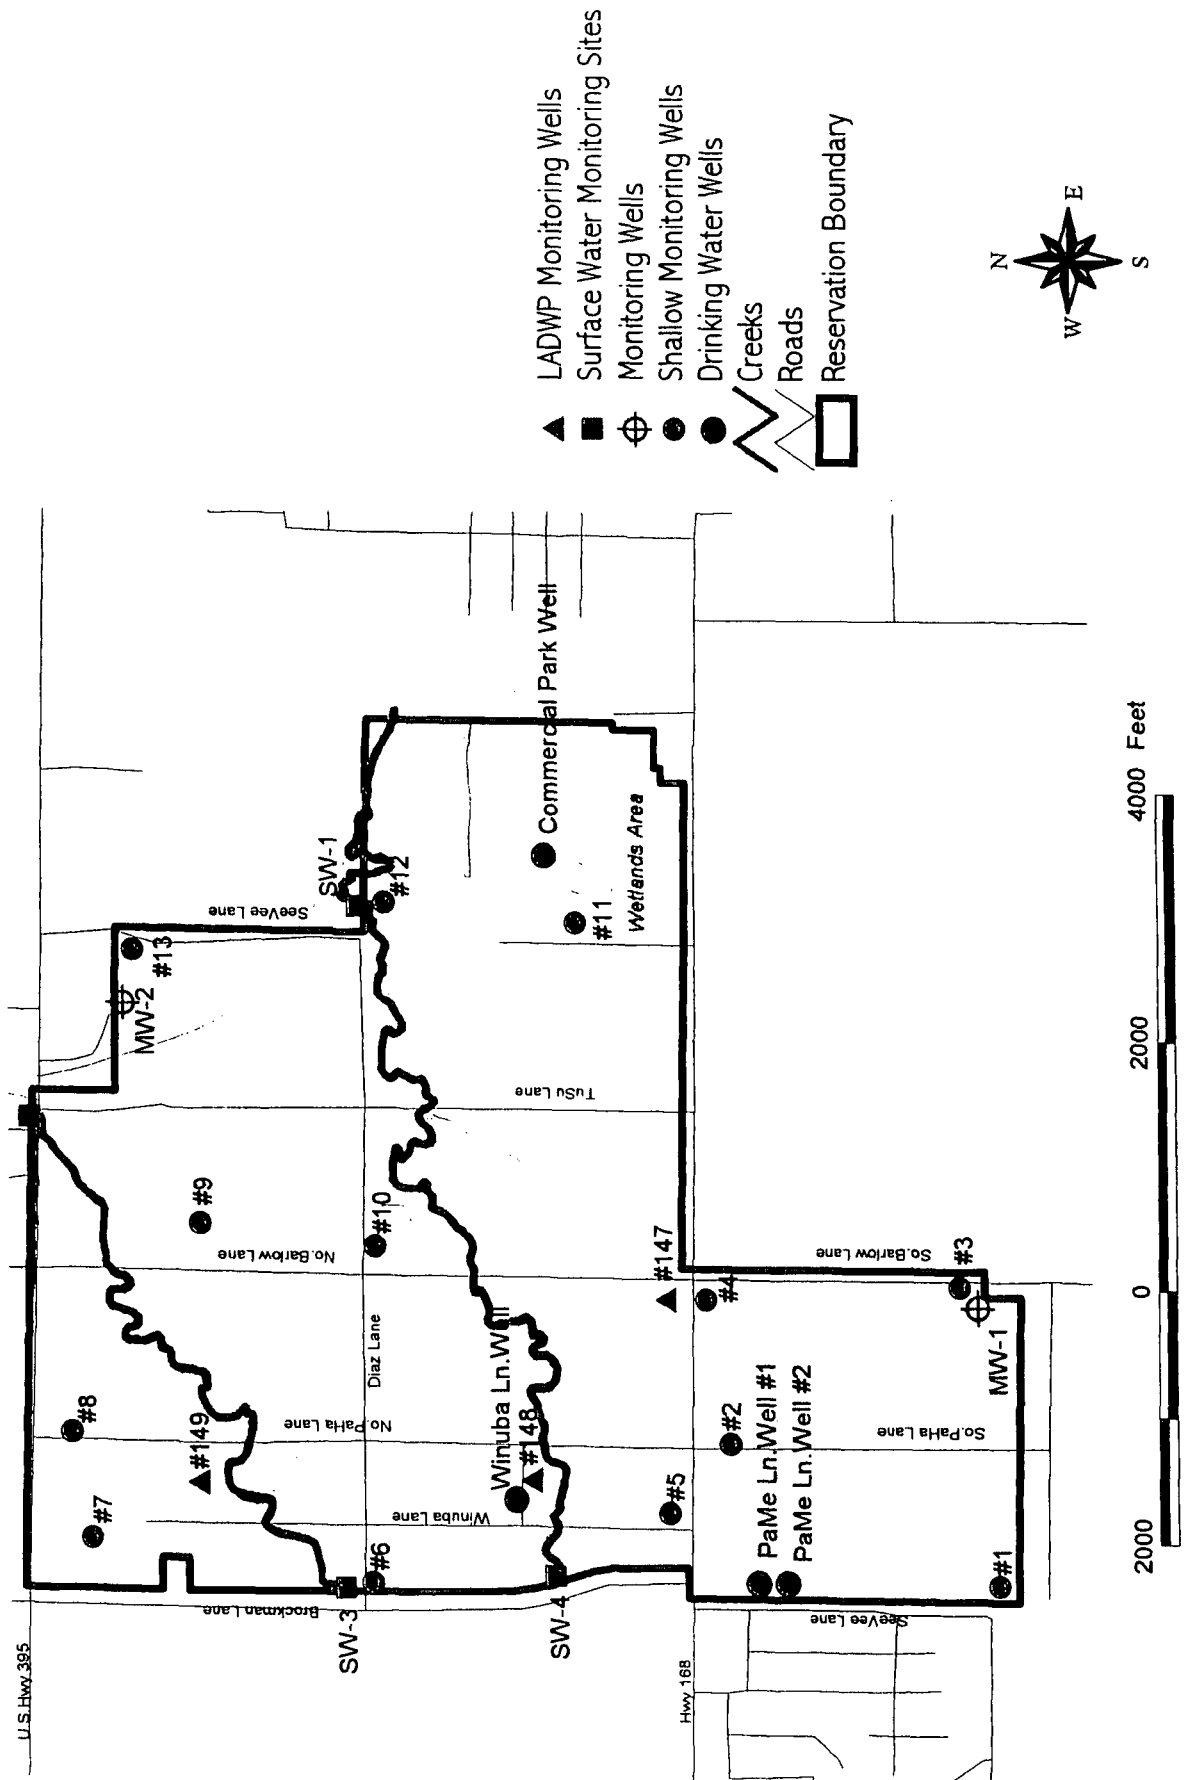 U S Hwy 395
Brockman Lane
#7
#8
#149
#9
MW-2
#13
SeeVee Lane
SW-3
#6
Winuba Lane
No.PaHa Lane
Diaz Lane
No.Barlow Lane
#10
TuSu Lane
SW-1
#12
SW-4
Winuba Ln.Well
#148
Commercial Park Well
#11
Wetlands Area
Hwy 168
#5
#147
#4
#2
PaMe Ln.Well #1
PaMe Ln.Well #2
SeeVee Lane
#1
So.PaHa Lane
So.Barlow Lane
#3
MW-1
2000 0 2000 4000 Feet
LADWP Monitoring Wells
Surface Water Monitoring Sites
Monitoring Wells
Shallow Monitoring Wells
Drinking Water Wells
Creeks
Roads
Reservation Boundary
N
W E
S